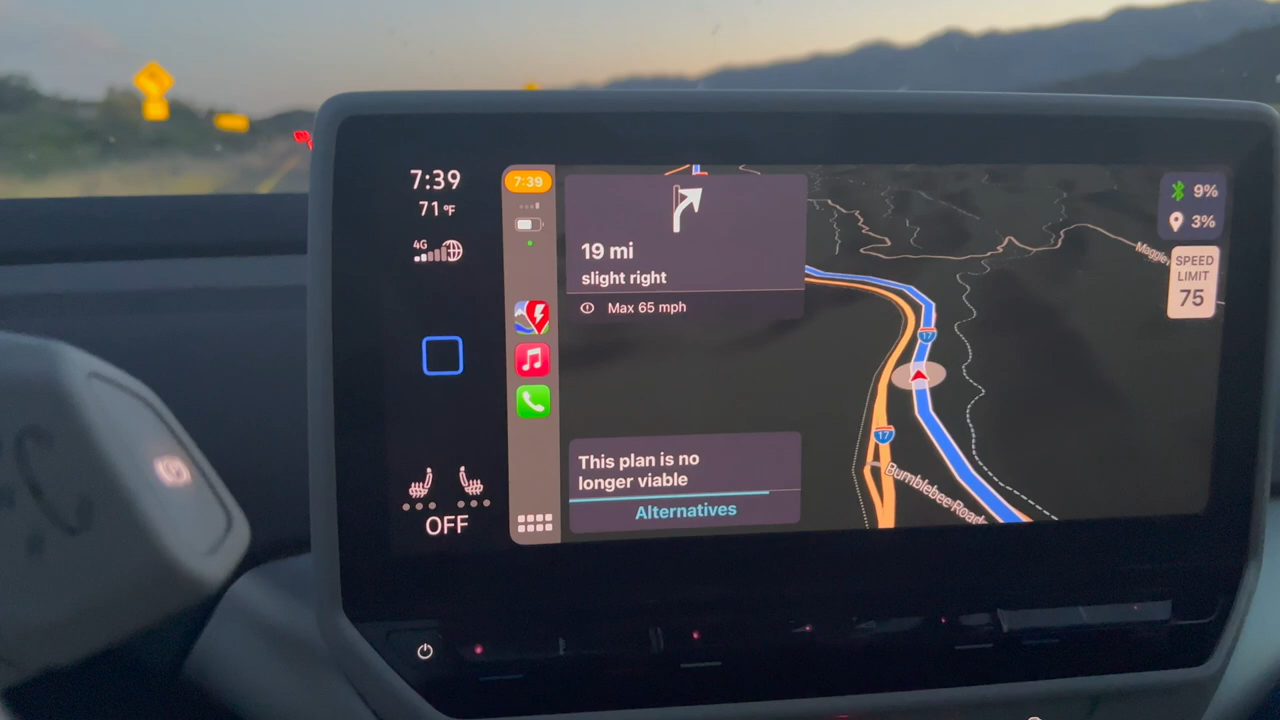 7:39
71°F
4G
OFF
7:39
19 mi
slight right
Max 65 mph
This plan is no
longer viable
Alternatives
17
17
Bumblebee Road
Maggie
9%
3%
SPEED
LIMIT
75